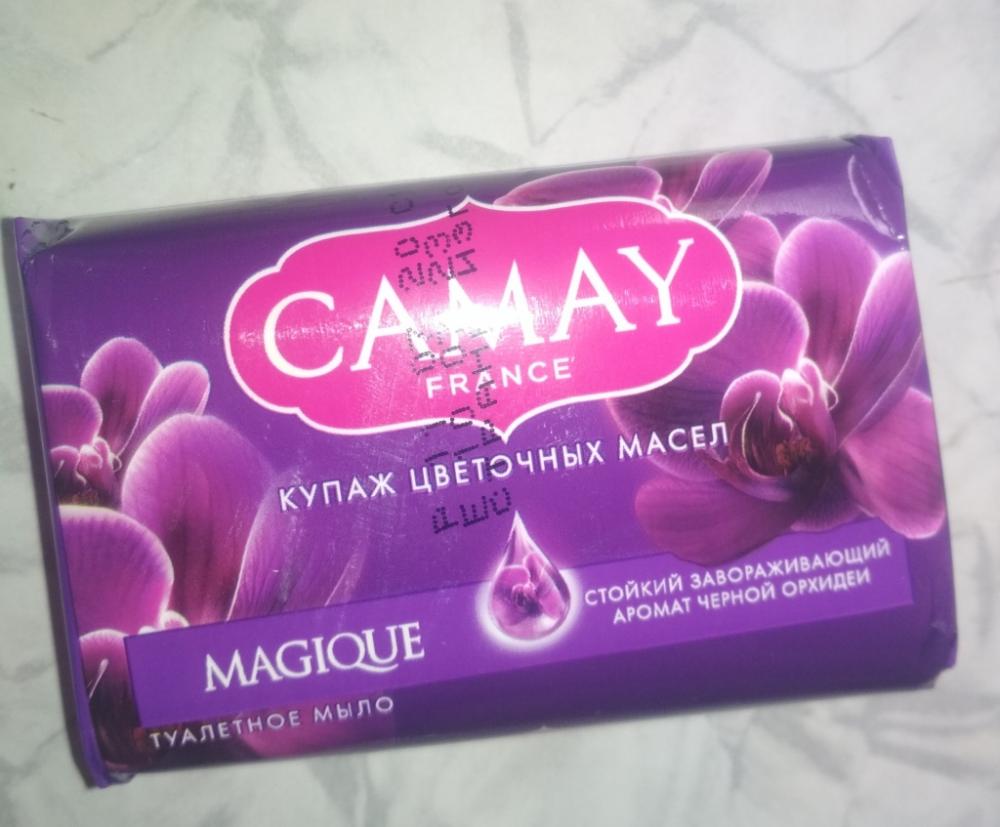 CAMAY
FRANCE
КУПАЖ ЦВЕТОЧНЫХ МАСЕЛ
СТОЙКИЙ ЗАВОРАЖИВАЮЩИЙ
АРОМАТ ЧЕРНОЙ ОРХИДЕИ
MAGIQUE
ТУАЛЕТНОЕ МЫЛО